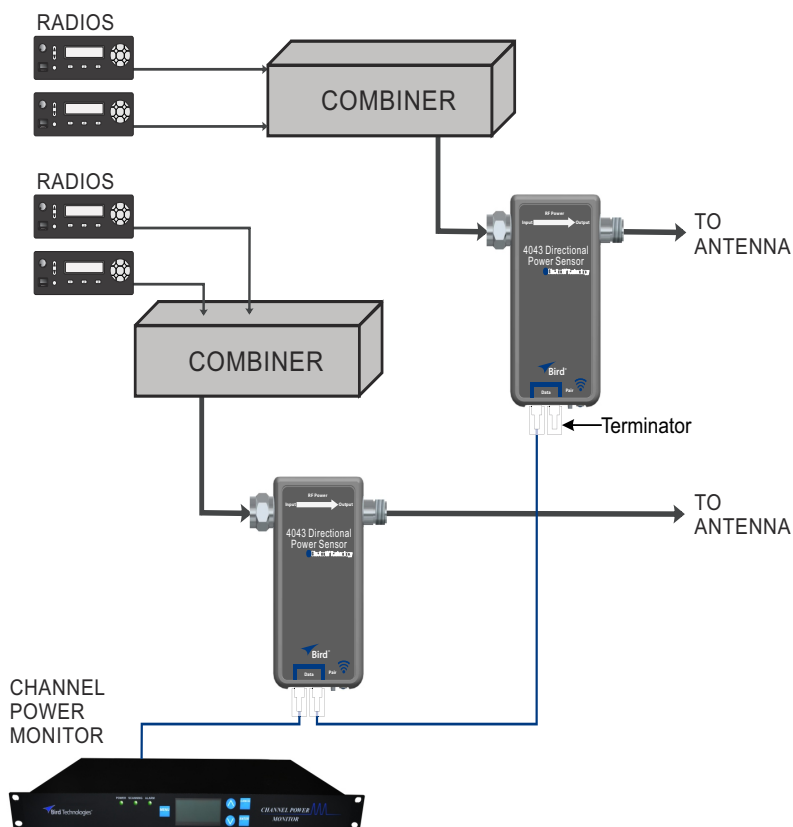 RADIOS
COMBINER
RADIOS
RF Power
Input
Output
4043 Directional
Power Sensor
TO
ANTENNA
COMBINER
Bird
Data
Pair
Terminator
RF Power
Input
Output
4043 Directional
Power Sensor
TO
ANTENNA
Bird
Data
Pair
CHANNEL
POWER
MONITOR
Bird Technologies
POWER
ALARM
CHANNEL POWER
MONITOR